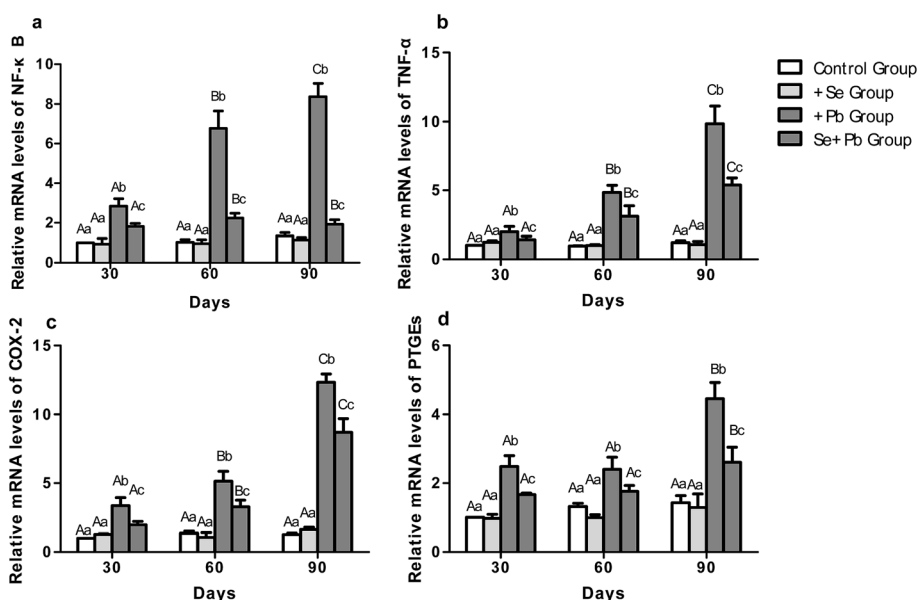 a
Relative mRNA levels of NF-κ B
10
8
6
4
2
0
Aa
Aa
Ab
Ac
Aa
Aa
Bb
Bc
Aa
Aa
Cb
Ac
30
60
90
Days
b
Relative mRNA levels of TNF-α
15
10
5
0
Aa
Aa
Ab
Ac
Aa
Aa
Bb
Bc
Aa
Aa
Cb
Cc
30
60
90
Days
Control Group
+Se Group
+Pb Group
Se+Pb Group
c
Relative mRNA levels of COX-2
15
10
5
0
Aa
Aa
Ab
Ac
Aa
Aa
Bb
Bc
Aa
Aa
Cb
Cc
30
60
90
Days
d
Relative mRNA levels of PTGEs
6
4
2
0
Aa
Aa
Ab
Ac
Aa
Aa
Ab
Ac
Aa
Aa
Bb
Bc
30
60
90
Days